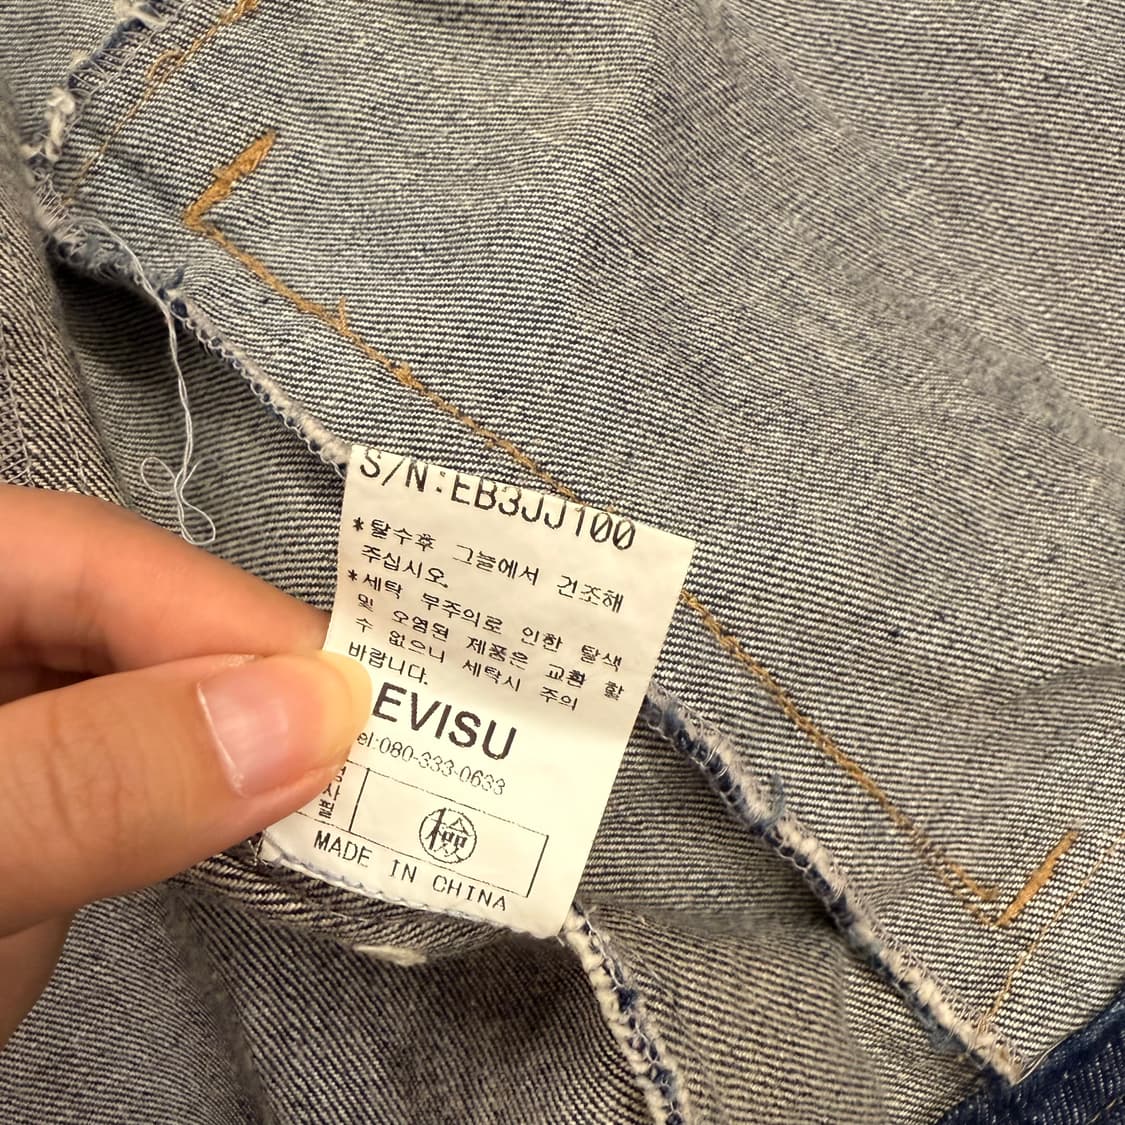 S/N:EB3JJ100
*탈수후 그늘에서 건조해
주십시오.
*세탁 부주의로 인한 탈색
및 오염된 제품은 교환 할
수 없으니 세탁시 주의
바랍니다.
EVISU
el:080-333-0633
검사필
檢
MADE IN CHINA